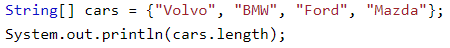 String[] cars = {"Volvo", "BMW", "Ford", "Mazda"};
System.out.println(cars.length);